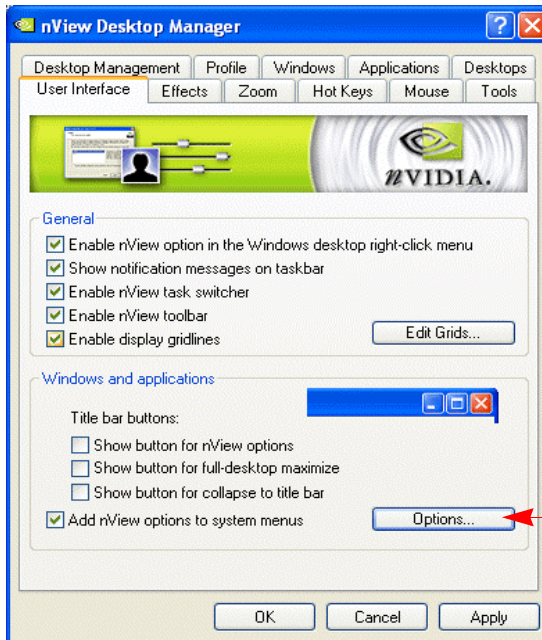 nView Desktop Manager
Desktop Management Profile Windows Applications Desktops
User Interface Effects Zoom Hot Keys Mouse Tools
nVIDIA.
General
Enable nView option in the Windows desktop right-click menu
Show notification messages on taskbar
Enable nView task switcher
Enable nView toolbar
Enable display gridlines
Edit Grids...
Windows and applications
Title bar buttons:
Show button for nView options
Show button for full-desktop maximize
Show button for collapse to title bar
Add nView options to system menus
Options...
OK Cancel Apply